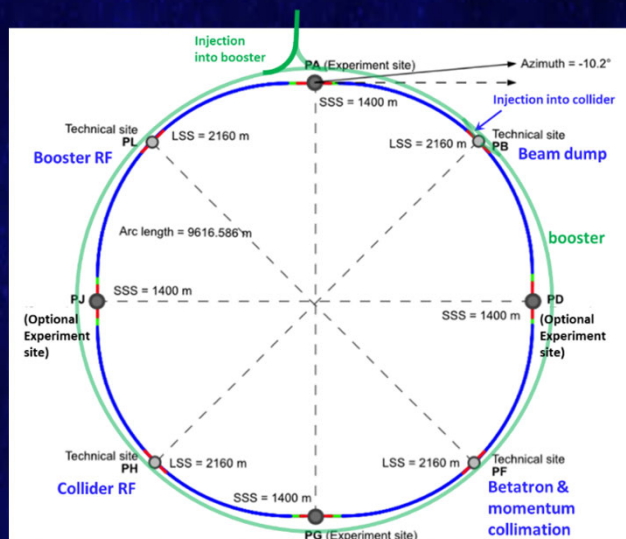 Injection
into booster
PA (Experiment site)
Azimuth = -10.2°
SSS = 1400 m
Injection into collider
Technical site
PL
LSS = 2160 m
Booster RF
LSS = 2160 m
Technical site
PB
Beam dump
Arc length = 9616.586 m
booster
PJ
SSS = 1400 m
(Optional
Experiment
site)
SSS = 1400 m
PD
(Optional
Experiment
site)
Technical site
PH
LSS = 2160 m
Collider RF
LSS = 2160 m
Technical site
PF
Betatron &
momentum
collimation
SSS = 1400 m
PG (Experiment site)